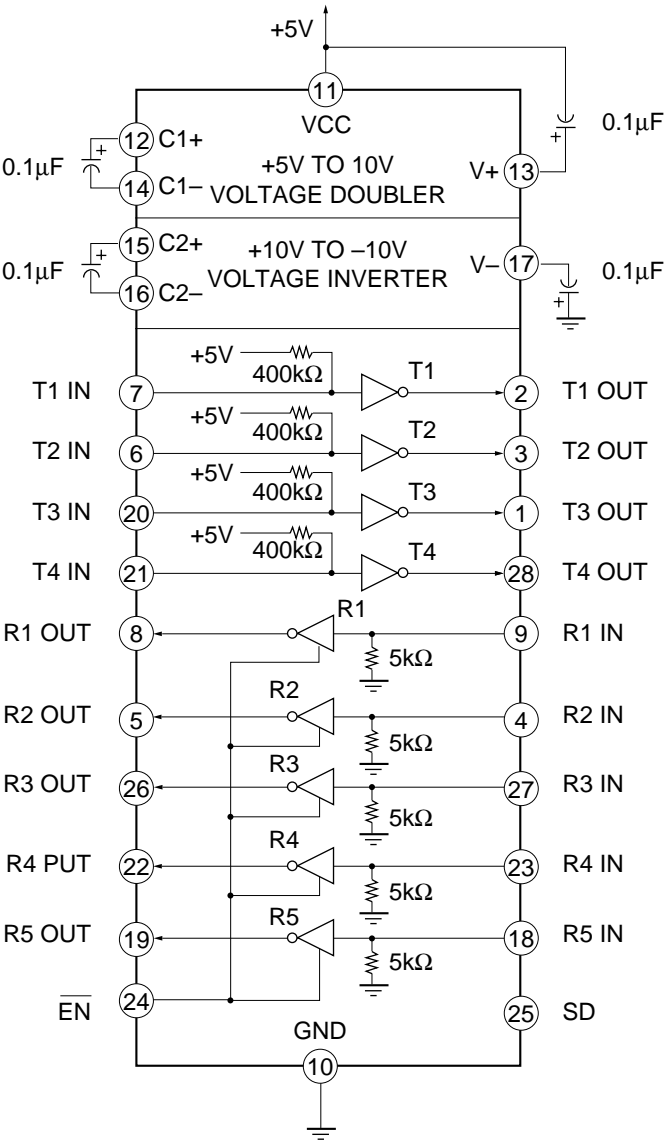 +5V
11
VCC
12 C1+
0.1µF
+
14 C1–
+5V TO 10V
VOLTAGE DOUBLER
V+ 13
+
0.1µF
15 C2+
0.1µF
+
16 C2–
+10V TO –10V
VOLTAGE INVERTER
V– 17
+
0.1µF
T1 IN 7 +5V 400kΩ T1 2 T1 OUT
T2 IN 6 +5V 400kΩ T2 3 T2 OUT
T3 IN 20 +5V 400kΩ T3 1 T3 OUT
T4 IN 21 +5V 400kΩ T4 28 T4 OUT
R1 OUT 8 R1 9 R1 IN
5kΩ
R2 OUT 5 R2 4 R2 IN
5kΩ
R3 OUT 26 R3 27 R3 IN
5kΩ
R4 PUT 22 R4 23 R4 IN
5kΩ
R5 OUT 19 R5 18 R5 IN
5kΩ
EN 24
25 SD
GND
10